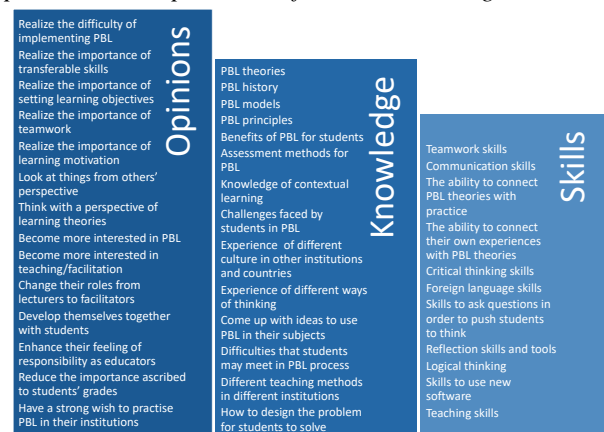 Realize the difficulty of
implementing PBL
Realize the importance of
transferable skills
Realize the importance of
setting learning objectives
Realize the importance of
teamwork
Realize the importance of
learning motivation
Look at things from others'
perspective
Think with a perspective of
learning theories
Become more interested in PBL
Become more interested in
teaching/facilitation
Change their roles from
lecturers to facilitators
Develop themselves together
with students
Enhance their feeling of
responsibility as educators
Reduce the importance ascribed
to students' grades
Have a strong wish to practise
PBL in their institutions
Opinions
PBL theories
PBL history
PBL models
PBL principles
Benefits of PBL for students
Assessment methods for
PBL
Knowledge of contextual
learning
Challenges faced by
students in PBL
Experience of different
culture in other institutions
and countries
Experience of different ways
of thinking
Come up with ideas to use
PBL in their subjects
Difficulties that students
may meet in PBL process
Different teaching methods
in different institutions
How to design the problem
for students to solve
Knowledge
Teamwork skills
Communication skills
The ability to connect
PBL theories with
practice
The ability to connect
their own experiences
with PBL theories
Critical thinking skills
Foreign language skills
Skills to ask questions in
order to push students
to think
Reflection skills and tools
Logical thinking
Skills to use new
software
Teaching skills
Skills